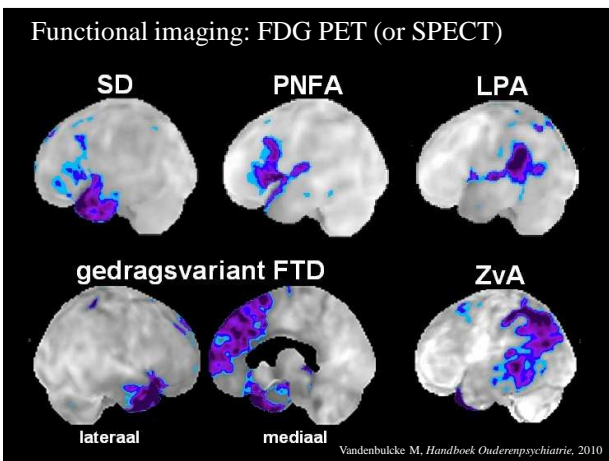 Functional imaging: FDG PET (or SPECT)
SD PNFA LPA
gedragsvariant FTD ZvA
lateraal mediaal
Vandenbulcke M, Handboek Ouderenpsychiatrie, 2010